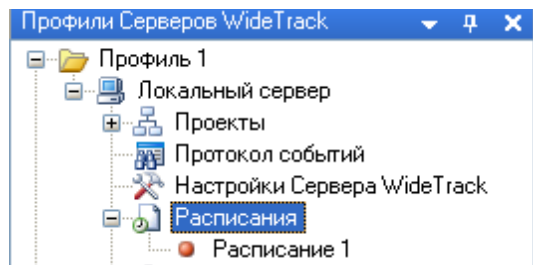 Профили Серверов WideTrack
Профиль 1
Локальный сервер
Проекты
Протокол событий
Настройки Сервера WideTrack
Расписания
Расписание 1